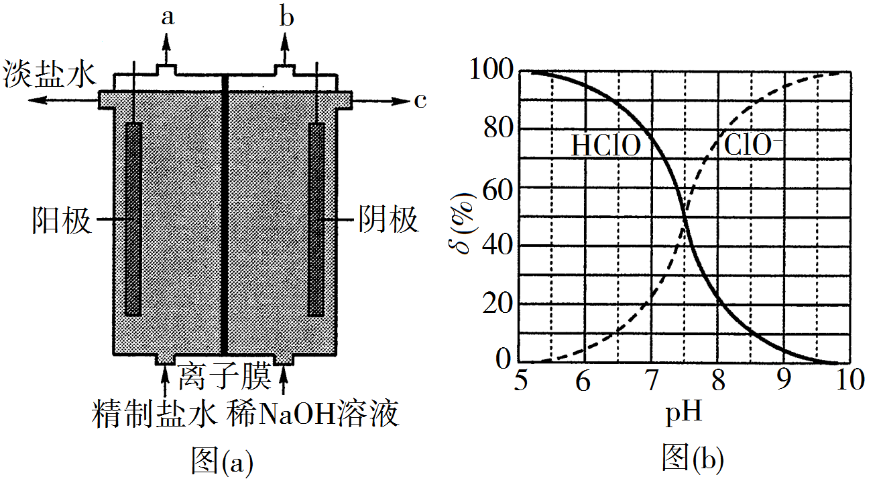 a
b
淡盐水
c
阳极
阴极
离子膜
精制盐水 稀NaOH溶液
图(a)
δ(%)
100
80
60
40
20
0
HClO
ClO⁻
5 6 7 8 9 10
pH
图(b)